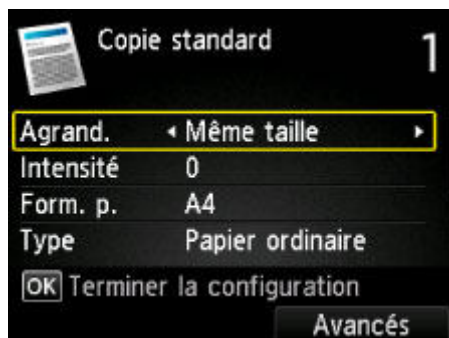 Copie standard 1
Agrand. Même taille
Intensité 0
Form. p. A4
Type Papier ordinaire
OK Terminer la configuration
Avancés